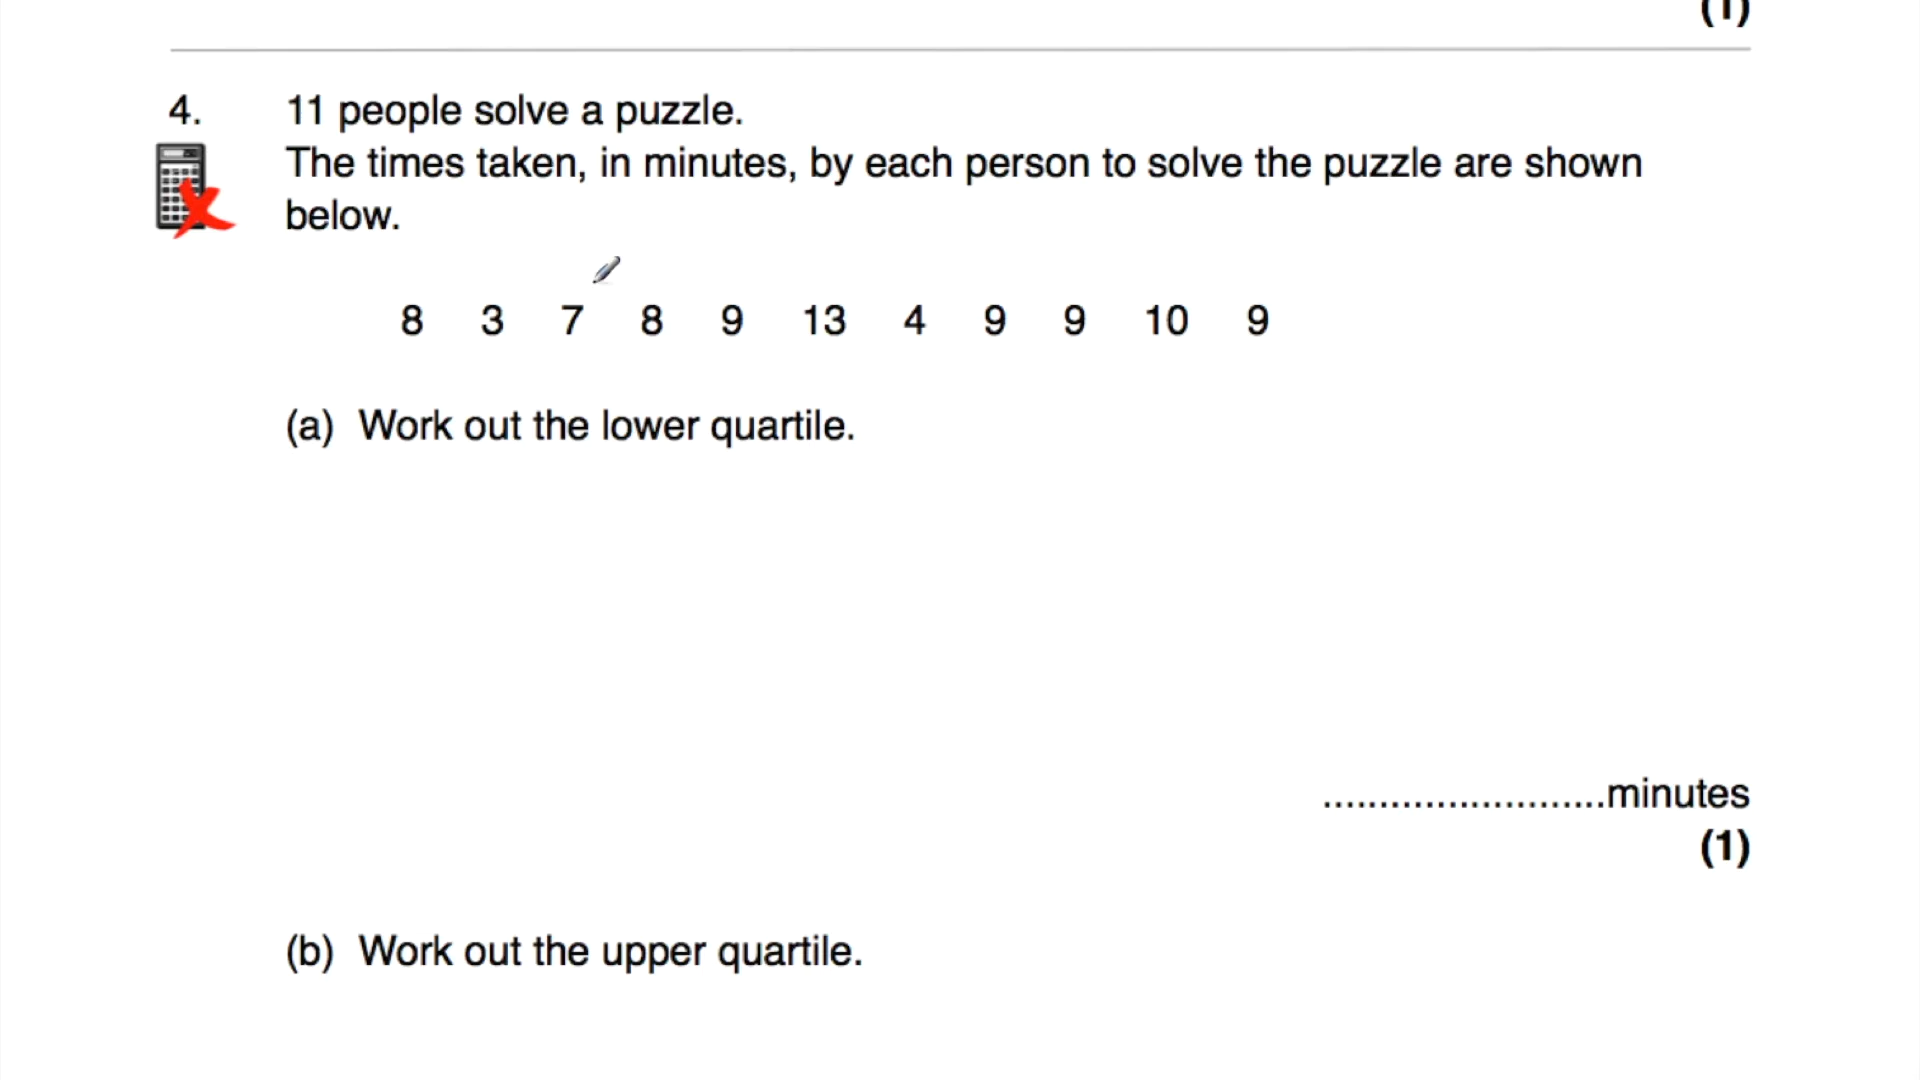 (1)
4. 11 people solve a puzzle.
The times taken, in minutes, by each person to solve the puzzle are shown
below.
8 3 7 8 9 13 4 9 9 10 9
(a) Work out the lower quartile.
.........................minutes
(1)
(b) Work out the upper quartile.